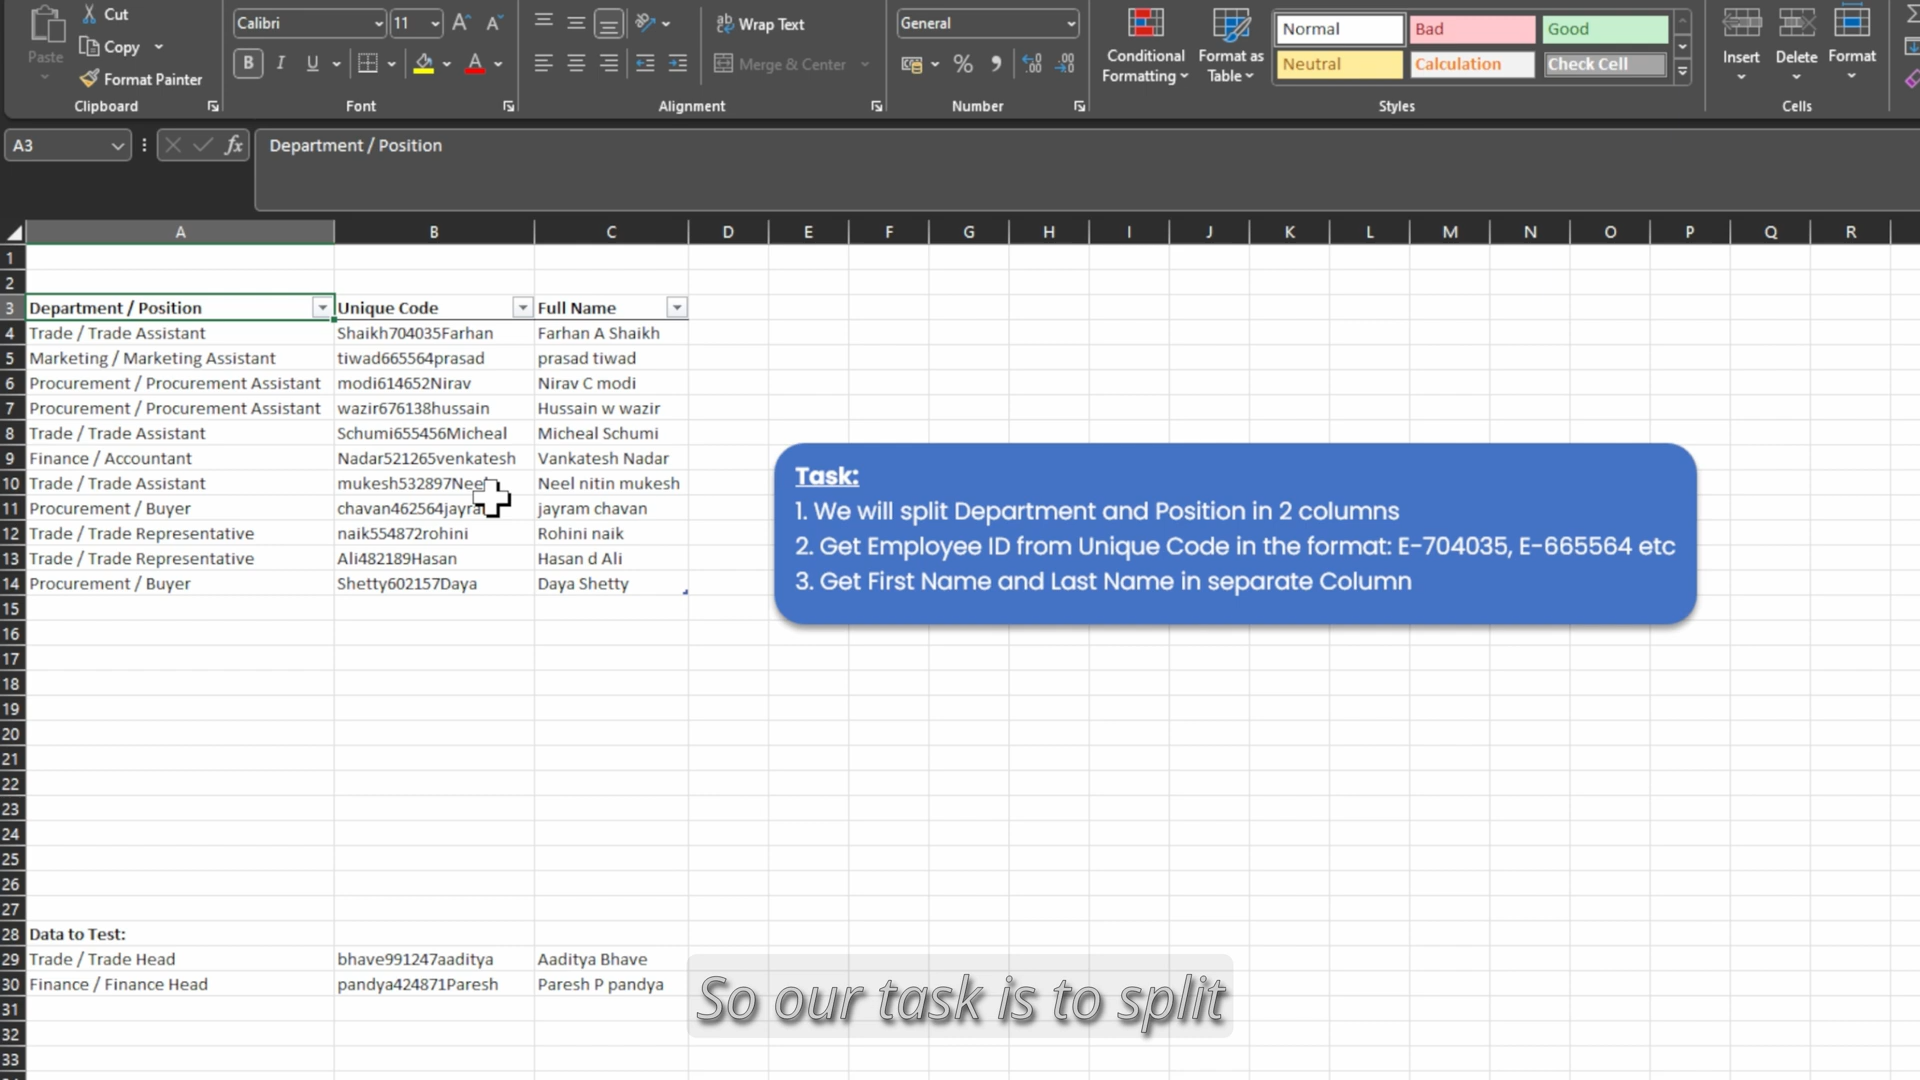 Cut
Calibri
11
Wrap Text
General
Normal
Bad
Good
Paste
Copy
B I U
A
Merge & Center
%
Conditional
Formatting
Format as
Table
Neutral
Calculation
Check Cell
Insert
Delete
Format
Format Painter
Clipboard
Font
Alignment
Number
Styles
Cells
A3
fx
Department / Position
A B C D E F G H I J K L M N O P Q R
1
2
3 Department / Position Unique Code Full Name
4 Trade / Trade Assistant Shaikh704035Farhan Farhan A Shaikh
5 Marketing / Marketing Assistant tiwad665564prasad prasad tiwad
6 Procurement / Procurement Assistant modi614652Nirav Nirav C modi
7 Procurement / Procurement Assistant wazir676138hussain Hussain w wazir
8 Trade / Trade Assistant Schumi655456Micheal Micheal Schumi
9 Finance / Accountant Nadar521265venkatesh Vankatesh Nadar
10 Trade / Trade Assistant Neel nitin mukesh
11 Procurement / Buyer jayram chavan
12 Trade / Trade Representative naik554872rohini Rohini naik
13 Trade / Trade Representative Ali482189Hasan Hasan d Ali
14 Procurement / Buyer Shetty602157Daya Daya Shetty
Task:
1. We will split Department and Position in 2 columns
2. Get Employee ID from Unique Code in the format: E-704035, E-665564 etc
3. Get First Name and Last Name in separate Column
15
16
17
18
19
20
21
22
23
24
25
26
27
28 Data to Test:
29 Trade / Trade Head bhave991247aaditya Aaditya Bhave
30 Finance / Finance Head pandya424871Paresh Paresh P pandya
31
32
33
So our task is to split